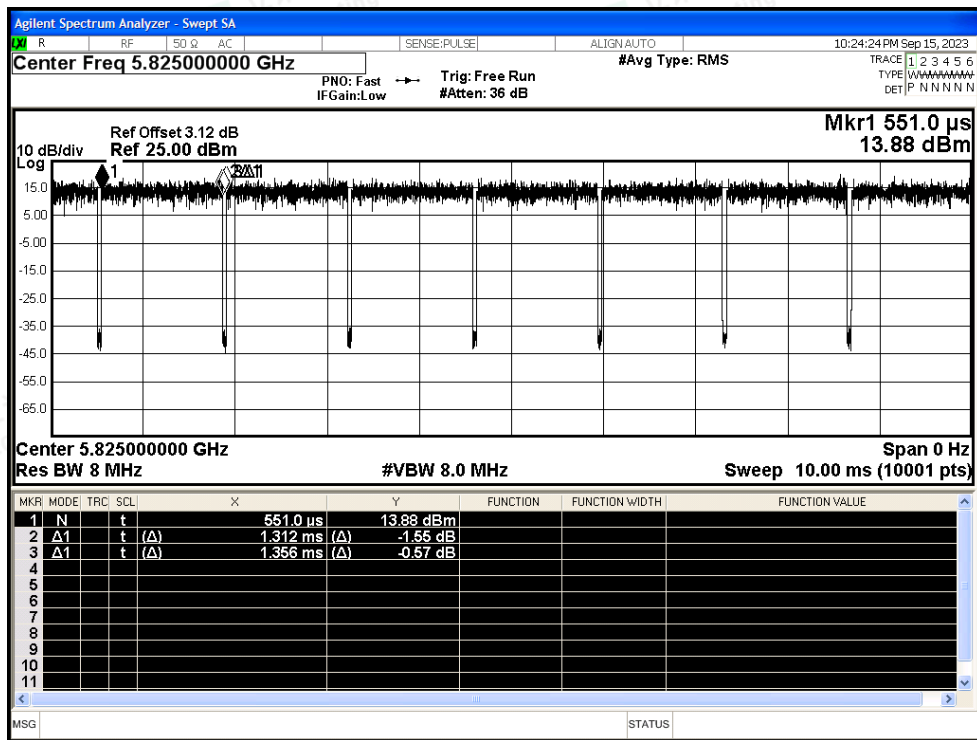 Agilent Spectrum Analyzer - Swept SA
LXI R RF 50 Ω AC SENSE:PULSE ALIGN AUTO 10:24:24 PM Sep 15, 2023
Center Freq 5.825000000 GHz #Avg Type: RMS TRACE 1 2 3 4 5 6
PNO: Fast Trig: Free Run TYPE WWWWWW
IFGain:Low #Atten: 36 dB DET P N N N N N
Mkr1 551.0 µs
13.88 dBm
Ref Offset 3.12 dB
10 dB/div Ref 25.00 dBm
Log
1
15.0
5.00
-5.00
-15.0
-25.0
-35.0
-45.0
-55.0
-65.0
Center 5.825000000 GHz Span 0 Hz
Res BW 8 MHz #VBW 8.0 MHz Sweep 10.00 ms (10001 pts)
MKR MODE TRC SCL X Y FUNCTION FUNCTION WIDTH FUNCTION VALUE
1 N t 551.0 µs 13.88 dBm
2 Δ1 t (Δ) 1.312 ms (Δ) -1.55 dB
3 Δ1 t (Δ) 1.356 ms (Δ) -0.57 dB
4
5
6
7
8
9
10
11
MSG STATUS